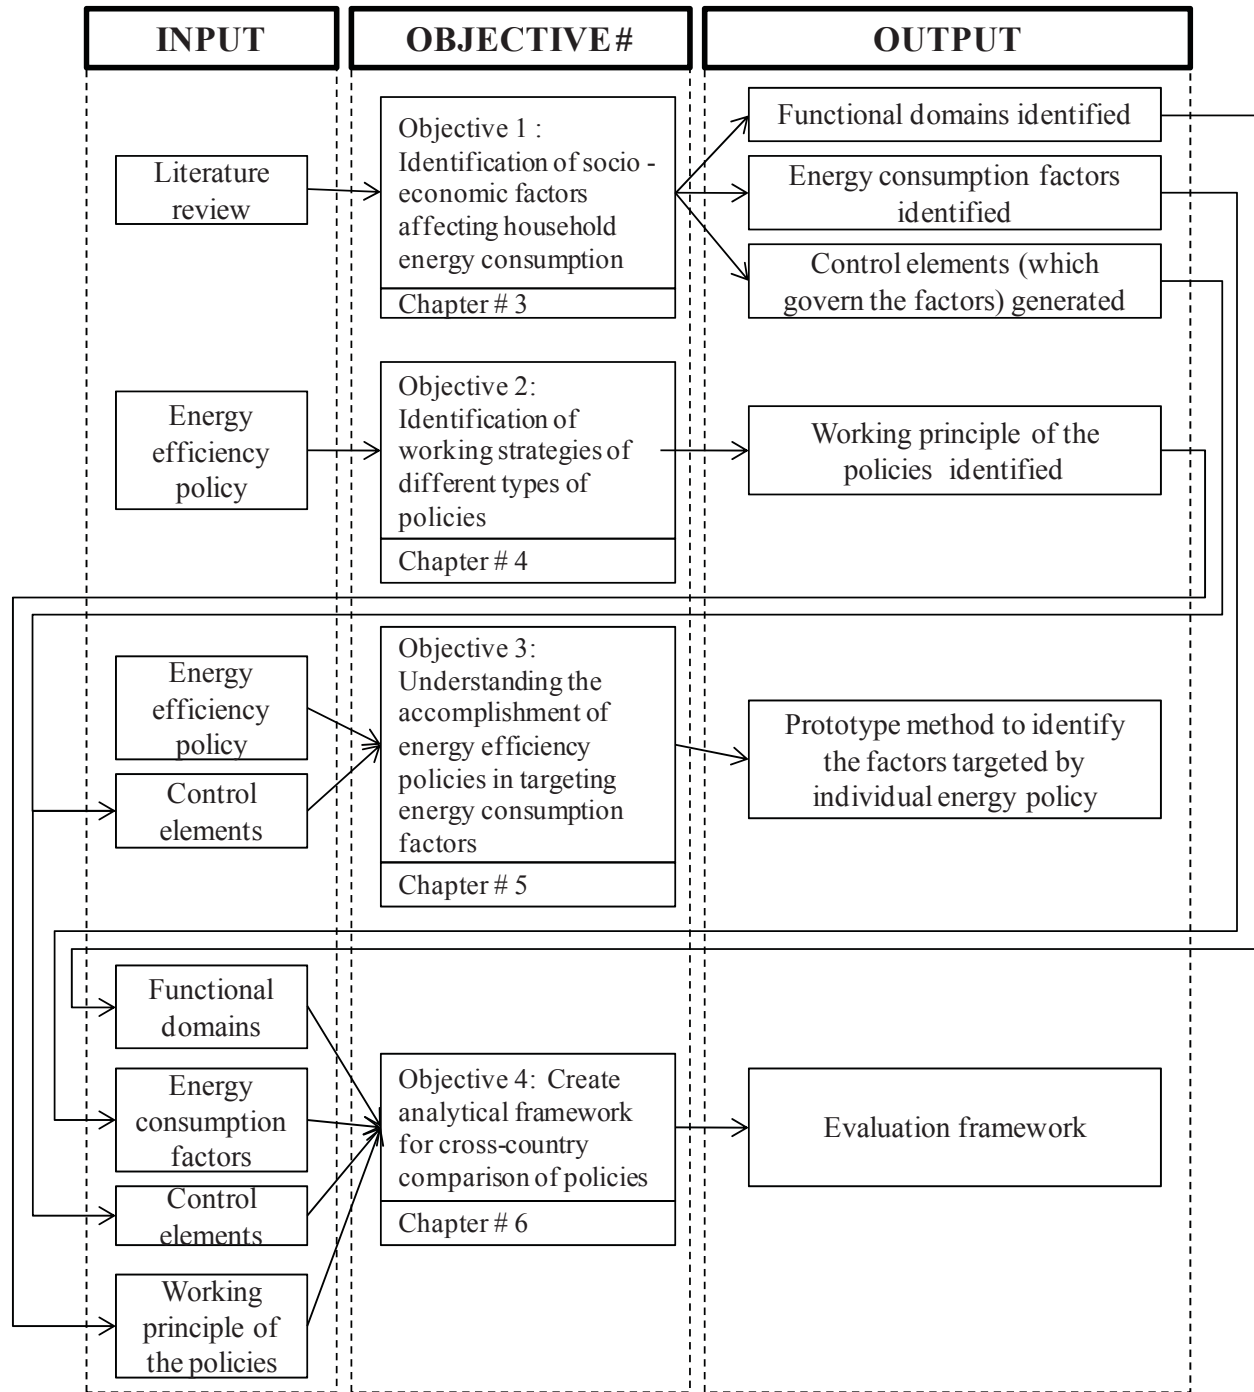 INPUT
OBJECTIVE #
OUTPUT
Literature
review
Objective 1 :
Identification of socio -
economic factors
affecting household
energy consumption
Chapter # 3
Functional domains identified
Energy consumption factors
identified
Control elements (which
govern the factors) generated
Energy
efficiency
policy
Objective 2:
Identification of
working strategies of
different types of
policies
Chapter # 4
Working principle of the
policies identified
Energy
efficiency
policy
Control
elements
Objective 3:
Understanding the
accomplishment of
energy efficiency
policies in targeting
energy consumption
factors
Chapter # 5
Prototype method to identify
the factors targeted by
individual energy policy
Functional
domains
Energy
consumption
factors
Control
elements
Working
principle of
the policies
Objective 4: Create
analytical framework
for cross-country
comparison of policies
Chapter # 6
Evaluation framework